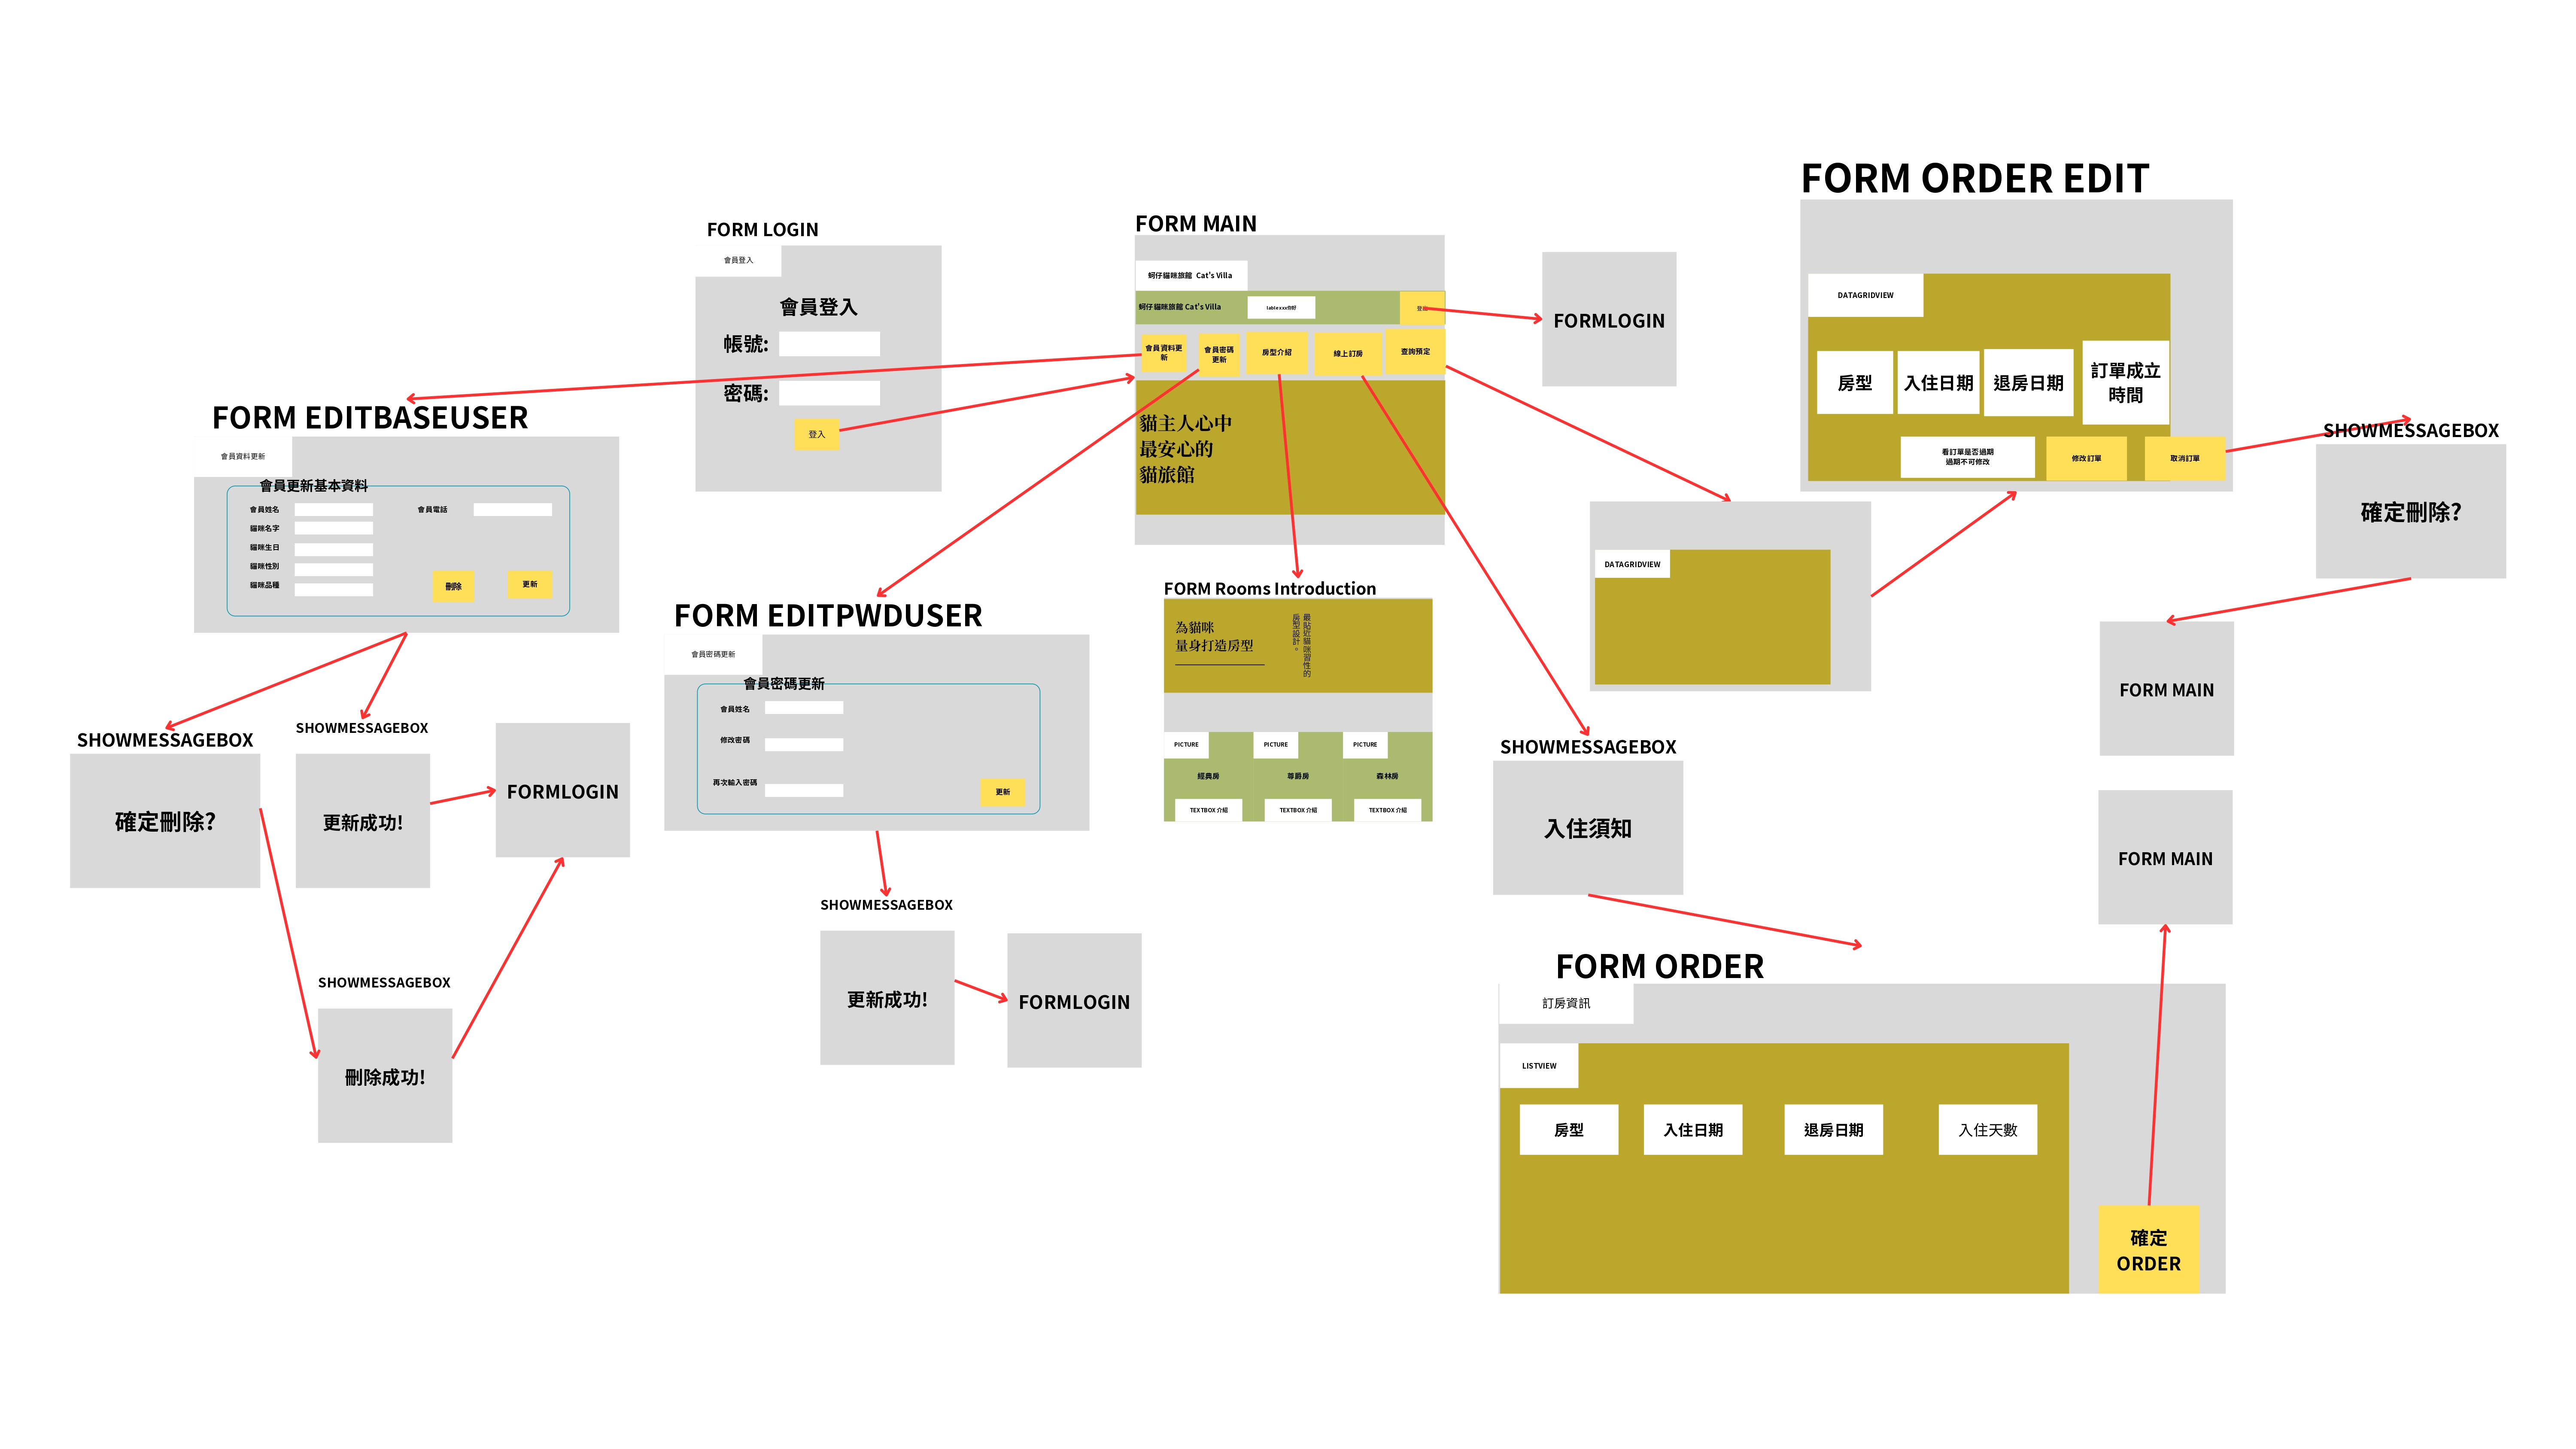 FORM LOGIN
會員登入
會員登入
帳號:
密碼:
登入
FORM MAIN
蚵仔貓咪旅館 Cat's Villa
蚵仔貓咪旅館 Cat's Villa
會員資料更
新
會員密碼
更新
房型介紹
線上訂房
查詢預定
貓主人心中
最安心的
貓旅館
FORMLOGIN
FORM ORDER EDIT
DATAGRIDVIEW
房型
入住日期
退房日期
訂單成立
時間
看訂單是否過期
過期不可修改
修改訂單
取消訂單
SHOWMESSAGEBOX
確定刪除?
FORM MAIN
FORM EDITBASEUSER
會員資料更新
會員更新基本資料
會員姓名
會員電話
貓咪名字
貓咪生日
貓咪性別
貓咪品種
刪除
更新
SHOWMESSAGEBOX
確定刪除?
SHOWMESSAGEBOX
更新成功!
FORMLOGIN
SHOWMESSAGEBOX
刪除成功!
FORM EDITPWDUSER
會員密碼更新
會員密碼更新
會員姓名
修改密碼
再次輸入密碼
更新
SHOWMESSAGEBOX
更新成功!
FORMLOGIN
FORM Rooms Introduction
為貓咪
量身打造房型
最貼近貓咪習性的
房型設計。
PICTURE
PICTURE
PICTURE
經典房
尊爵房
森林房
TEXTBOX 介紹
TEXTBOX 介紹
TEXTBOX 介紹
DATAGRIDVIEW
SHOWMESSAGEBOX
入住須知
FORM MAIN
FORM ORDER
訂房資訊
LISTVIEW
房型
入住日期
退房日期
入住天數
確定
ORDER